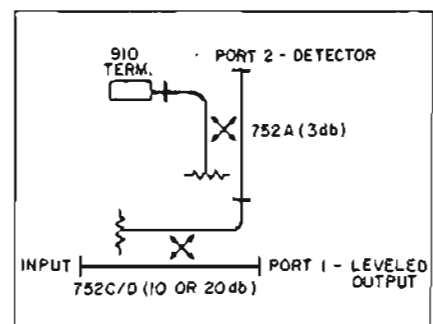 910
TERM.
PORT 2 - DETECTOR
752A (3db)
INPUT
PORT 1 - LEVELED
OUTPUT
752C/D (10 OR 20db)